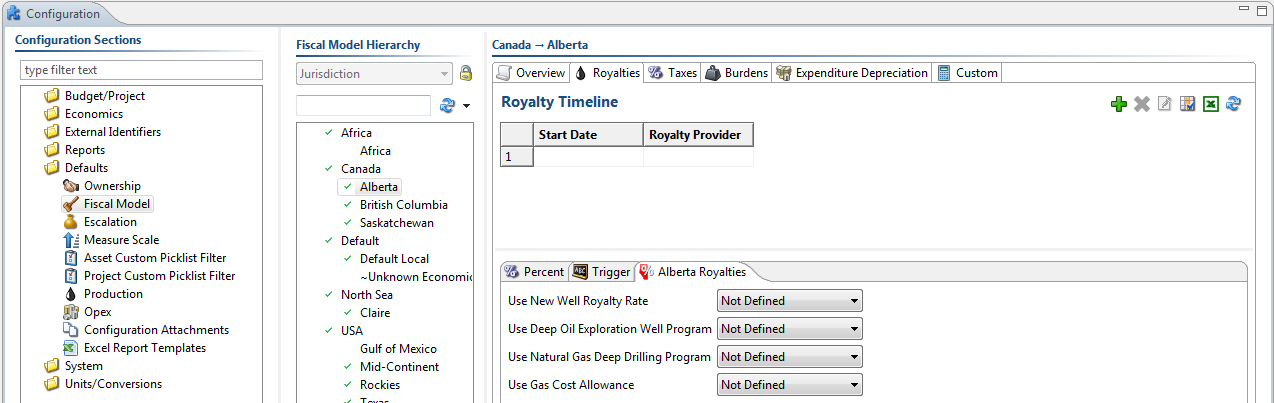 Configuration
Configuration Sections
type filter text
Budget/Project
Economics
External Identifiers
Reports
Defaults
Ownership
Fiscal Model
Escalation
Measure Scale
Asset Custom Picklist Filter
Project Custom Picklist Filter
Production
Opex
Configuration Attachments
Excel Report Templates
System
Units/Conversions
Fiscal Model Hierarchy
Jurisdiction
Africa
Africa
Canada
Alberta
British Columbia
Saskatchewan
Default
Default Local
~Unknown Economic
North Sea
Claire
USA
Gulf of Mexico
Mid-Continent
Rockies
Texas
Canada → Alberta
Overview Royalties Taxes Burdens Expenditure Depreciation Custom
Royalty Timeline
Start Date Royalty Provider
1
Percent Trigger Alberta Royalties
Use New Well Royalty Rate Not Defined
Use Deep Oil Exploration Well Program Not Defined
Use Natural Gas Deep Drilling Program Not Defined
Use Gas Cost Allowance Not Defined